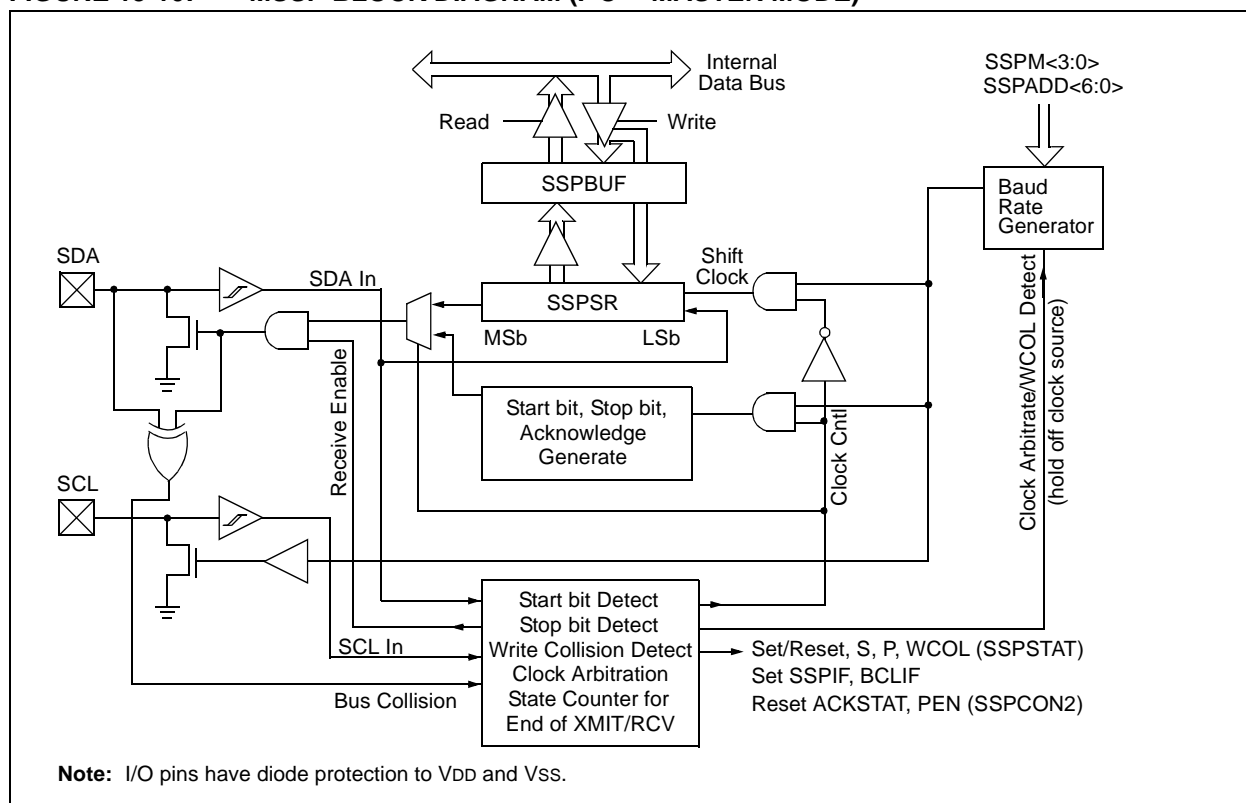 Internal
Data Bus
SSPM<3:0>
SSPADD<6:0>
Read
Write
SSPBUF
Baud
Rate
Generator
SDA
SDA In
Shift
Clock
SSPSR
MSb
LSb
Clock Arbitrate/WCOL Detect
(hold off clock source)
Receive Enable
Start bit, Stop bit,
Acknowledge
Generate
Clock Cntl
SCL
SCL In
Bus Collision
Start bit Detect
Stop bit Detect
Write Collision Detect
Clock Arbitration
State Counter for
End of XMIT/RCV
Set/Reset, S, P, WCOL (SSPSTAT)
Set SSPIF, BCLIF
Reset ACKSTAT, PEN (SSPCON2)
Note: I/O pins have diode protection to VDD and VSS.